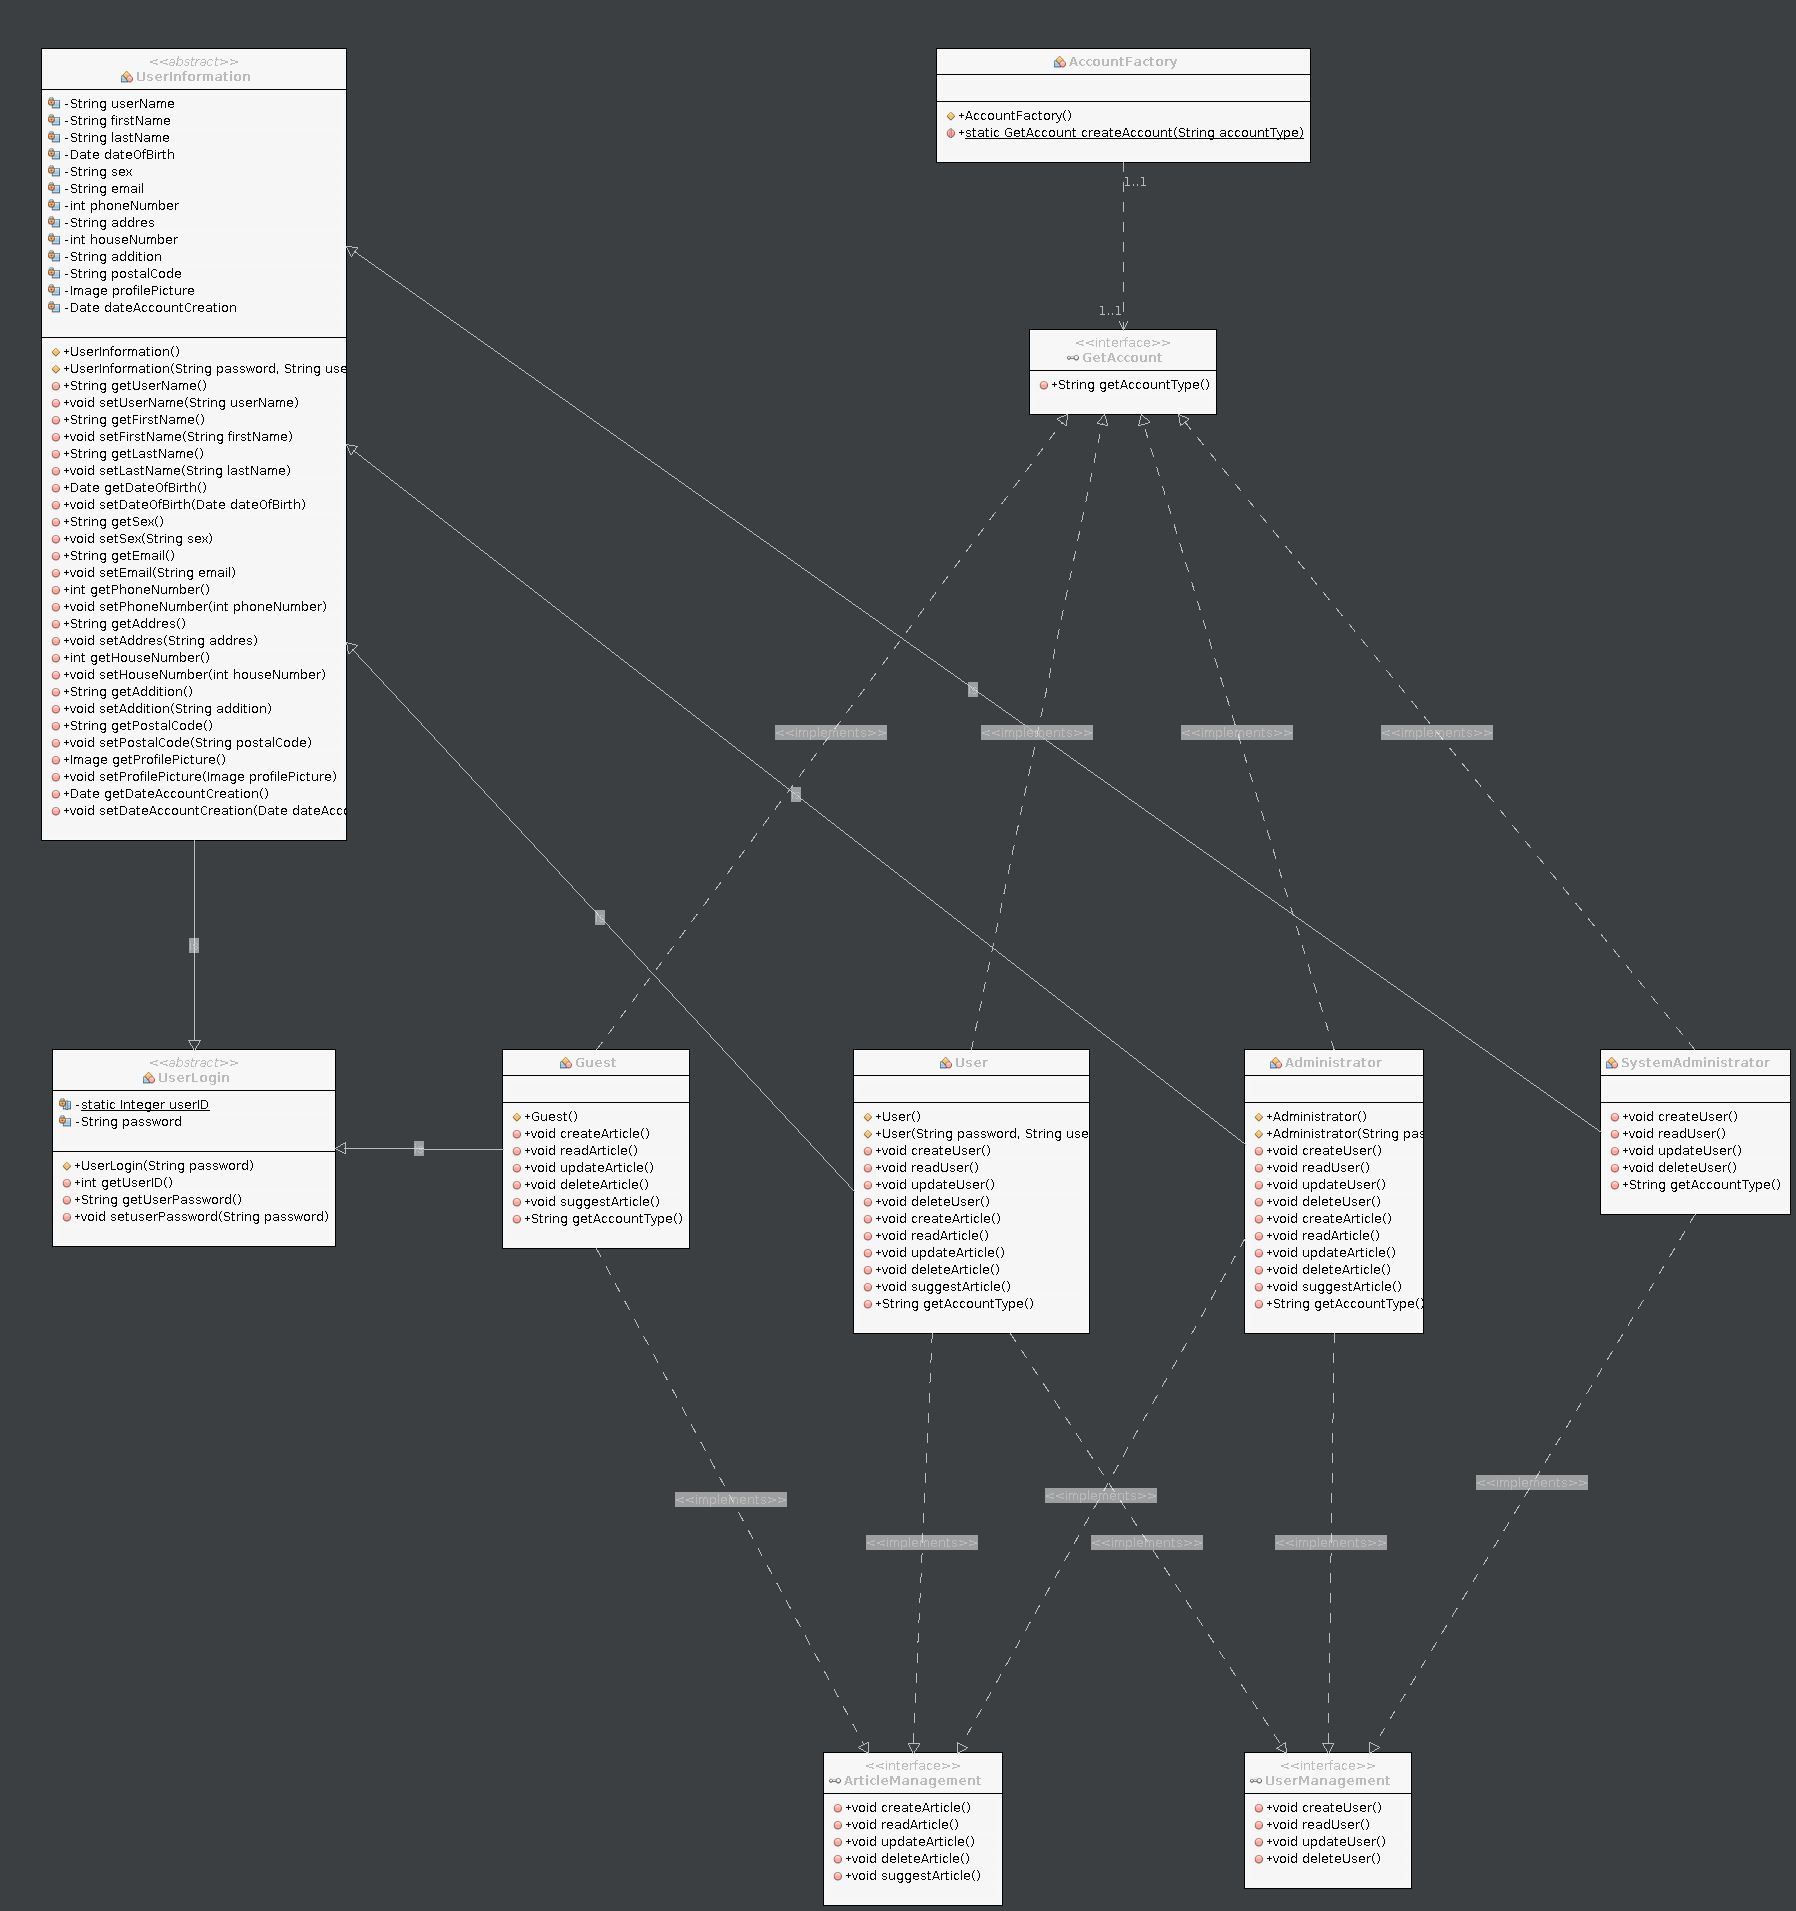 <<abstract>>
UserInformation
-String userName
-String firstName
-String lastName
-Date dateOfBirth
-String sex
-String email
-int phoneNumber
-String addres
-int houseNumber
-String addition
-String postalCode
-Image profilePicture
-Date dateAccountCreation
+UserInformation()
+UserInformation(String password, String use
+String getUserName()
+void setUserName(String userName)
+String getFirstName()
+void setFirstName(String firstName)
+String getLastName()
+void setLastName(String lastName)
+Date getDateOfBirth()
+void setDateOfBirth(Date dateOfBirth)
+String getSex()
+void setSex(String sex)
+String getEmail()
+void setEmail(String email)
+int getPhoneNumber()
+void setPhoneNumber(int phoneNumber)
+String getAddres()
+void setAddres(String addres)
+int getHouseNumber()
+void setHouseNumber(int houseNumber)
+String getAddition()
+void setAddition(String addition)
+String getPostalCode()
+void setPostalCode(String postalCode)
+Image getProfilePicture()
+void setProfilePicture(Image profilePicture)
+Date getDateAccountCreation()
+void setDateAccountCreation(Date dateAcco
AccountFactory
+AccountFactory()
+static GetAccount createAccount(String accountType)
1..1
1..1
<<interface>>
GetAccount
+String getAccountType()
<<implements>>
<<implements>>
<<implements>>
<<implements>>
<<abstract>>
UserLogin
-static Integer userID
-String password
+UserLogin(String password)
+int getUserID()
+String getUserPassword()
+void setuserPassword(String password)
Guest
+Guest()
+void createArticle()
+void readArticle()
+void updateArticle()
+void deleteArticle()
+void suggestArticle()
+String getAccountType()
User
+User()
+User(String password, String use
+void createUser()
+void readUser()
+void updateUser()
+void deleteUser()
+void createArticle()
+void readArticle()
+void updateArticle()
+void deleteArticle()
+void suggestArticle()
+String getAccountType()
Administrator
+Administrator()
+Administrator(String pas
+void createUser()
+void readUser()
+void updateUser()
+void deleteUser()
+void createArticle()
+void readArticle()
+void updateArticle()
+void deleteArticle()
+void suggestArticle()
+String getAccountType()
SystemAdministrator
+void createUser()
+void readUser()
+void updateUser()
+void deleteUser()
+String getAccountType()
<<implements>>
<<implements>>
<<implements>>
<<implements>>
<<implements>>
<<implements>>
<<interface>>
ArticleManagement
+void createArticle()
+void readArticle()
+void updateArticle()
+void deleteArticle()
+void suggestArticle()
<<interface>>
UserManagement
+void createUser()
+void readUser()
+void updateUser()
+void deleteUser()